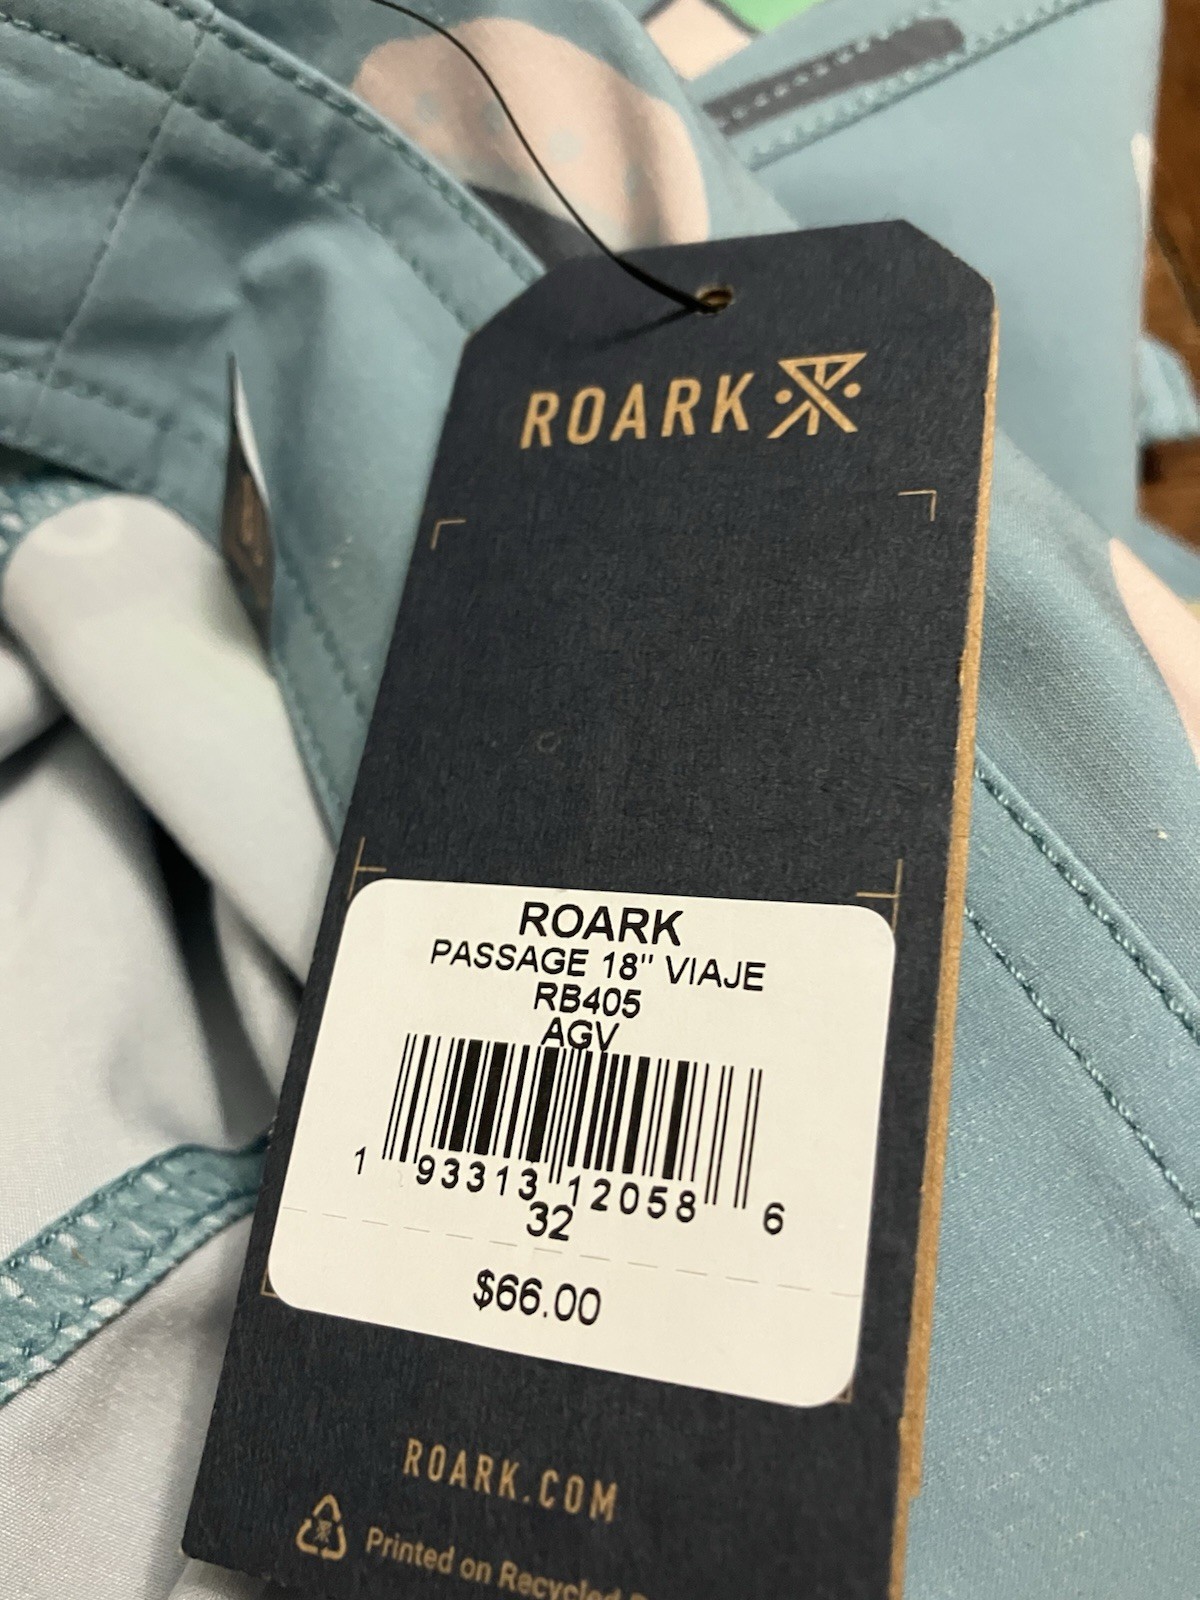 ROARK
ROARK
PASSAGE 18" VIAJE
RB405
AGV
1 93313 12058 6
32
$66.00
ROARK.COM
Printed on Recycled